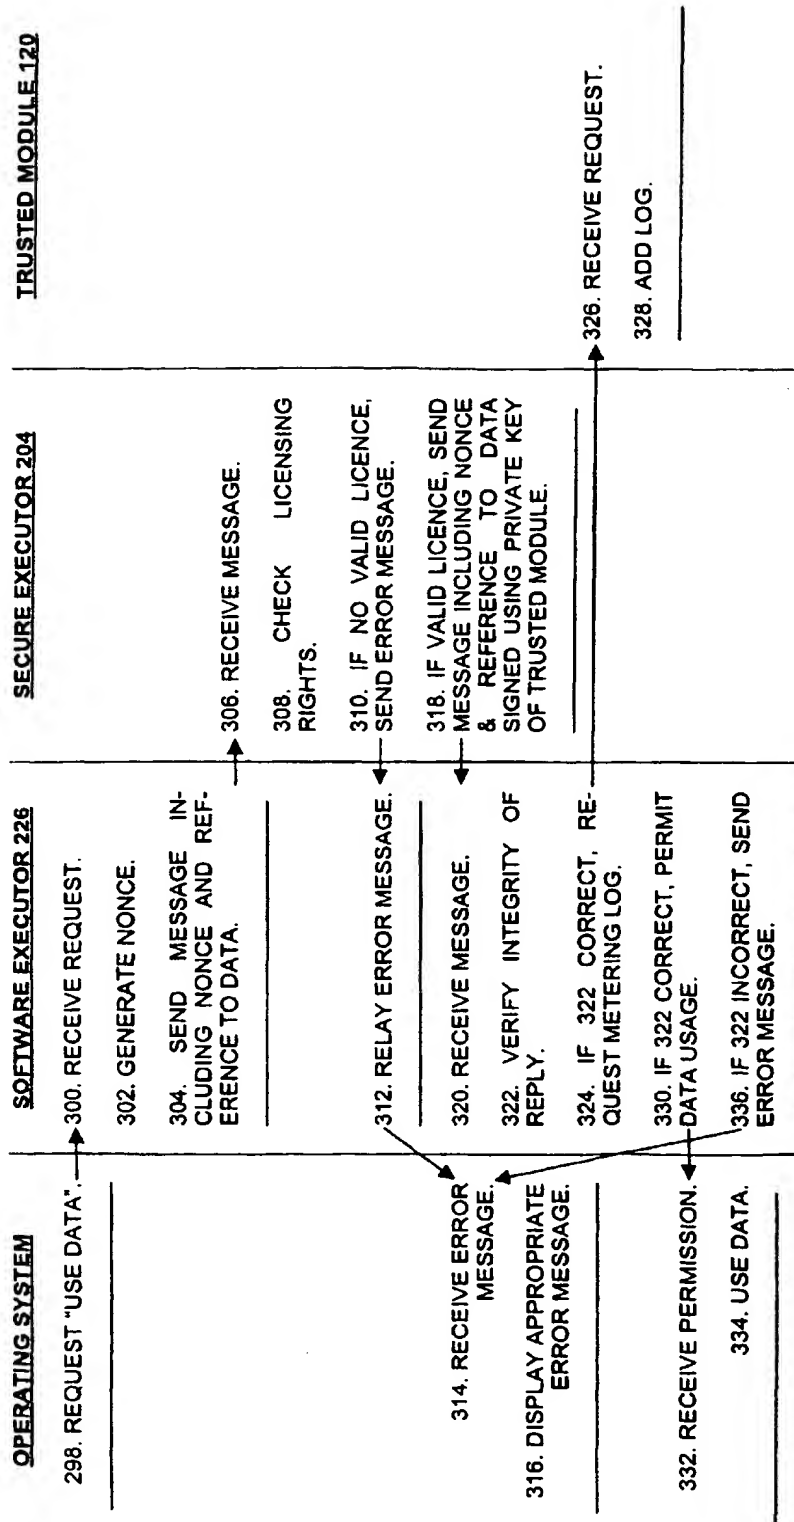 OPERATING SYSTEM
298. REQUEST "USE DATA".
314. RECEIVE ERROR
MESSAGE.
316. DISPLAY APPROPRIATE
ERROR MESSAGE.
332. RECEIVE PERMISSION.
334. USE DATA.
SOFTWARE EXECUTOR 226
300. RECEIVE REQUEST.
302. GENERATE NONCE.
304. SEND MESSAGE IN-
CLUDING NONCE AND REF-
ERENCE TO DATA.
312. RELAY ERROR MESSAGE.
320. RECEIVE MESSAGE.
322. VERIFY INTEGRITY OF
REPLY.
324. IF 322 CORRECT, RE-
QUEST METERING LOG.
330. IF 322 CORRECT, PERMIT
DATA USAGE.
336. IF 322 INCORRECT, SEND
ERROR MESSAGE.
SECURE EXECUTOR 204
306. RECEIVE MESSAGE.
308. CHECK LICENSING
RIGHTS.
310. IF NO VALID LICENCE,
SEND ERROR MESSAGE.
318. IF VALID LICENCE, SEND
MESSAGE INCLUDING NONCE
& REFERENCE TO DATA
SIGNED USING PRIVATE KEY
OF TRUSTED MODULE.
TRUSTED MODULE 120
326. RECEIVE REQUEST.
328. ADD LOG.